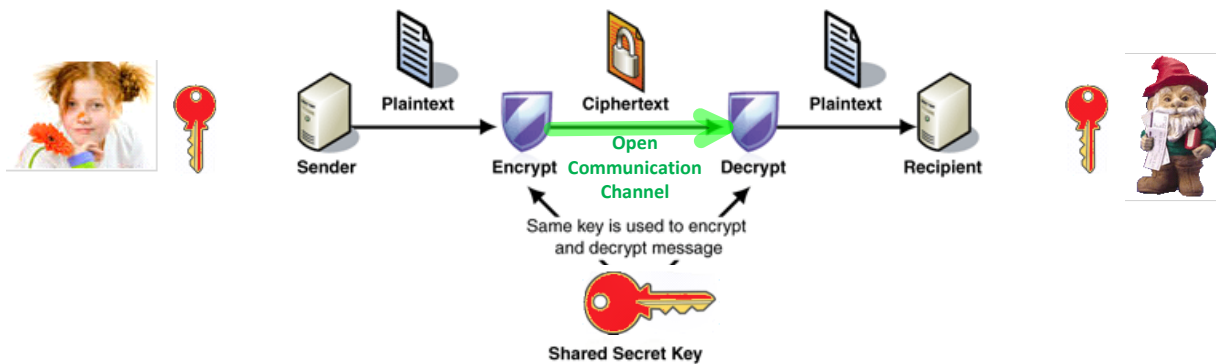 Plaintext
Ciphertext
Plaintext
Sender
Encrypt
Open
Communication
Channel
Decrypt
Recipient
Same key is used to encrypt
and decrypt message
Shared Secret Key